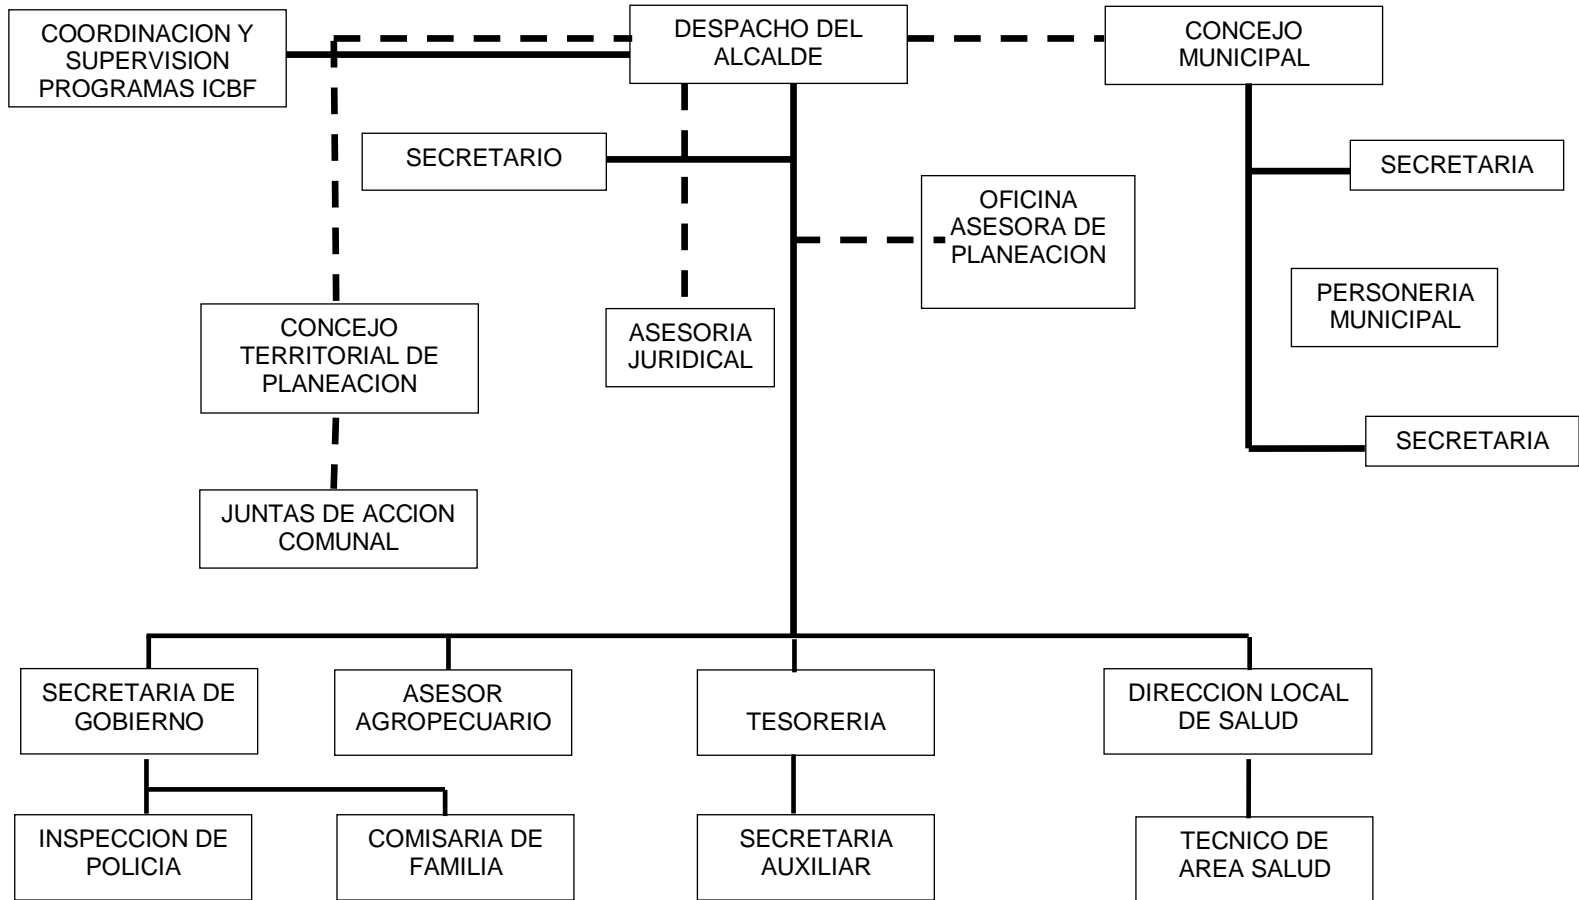 COORDINACION Y
SUPERVISION
PROGRAMAS ICBF
DESPACHO DEL
ALCALDE
CONCEJO
MUNICIPAL
SECRETARIO
SECRETARIA
OFICINA
ASESORA DE
PLANEACION
PERSONERIA
MUNICIPAL
CONCEJO
TERRITORIAL DE
PLANEACION
ASESORIA
JURIDICAL
SECRETARIA
JUNTAS DE ACCION
COMUNAL
SECRETARIA DE
GOBIERNO
ASESOR
AGROPECUARIO
TESORERIA
DIRECCION LOCAL
DE SALUD
INSPECCION DE
POLICIA
COMISARIA DE
FAMILIA
SECRETARIA
AUXILIAR
TECNICO DE
AREA SALUD